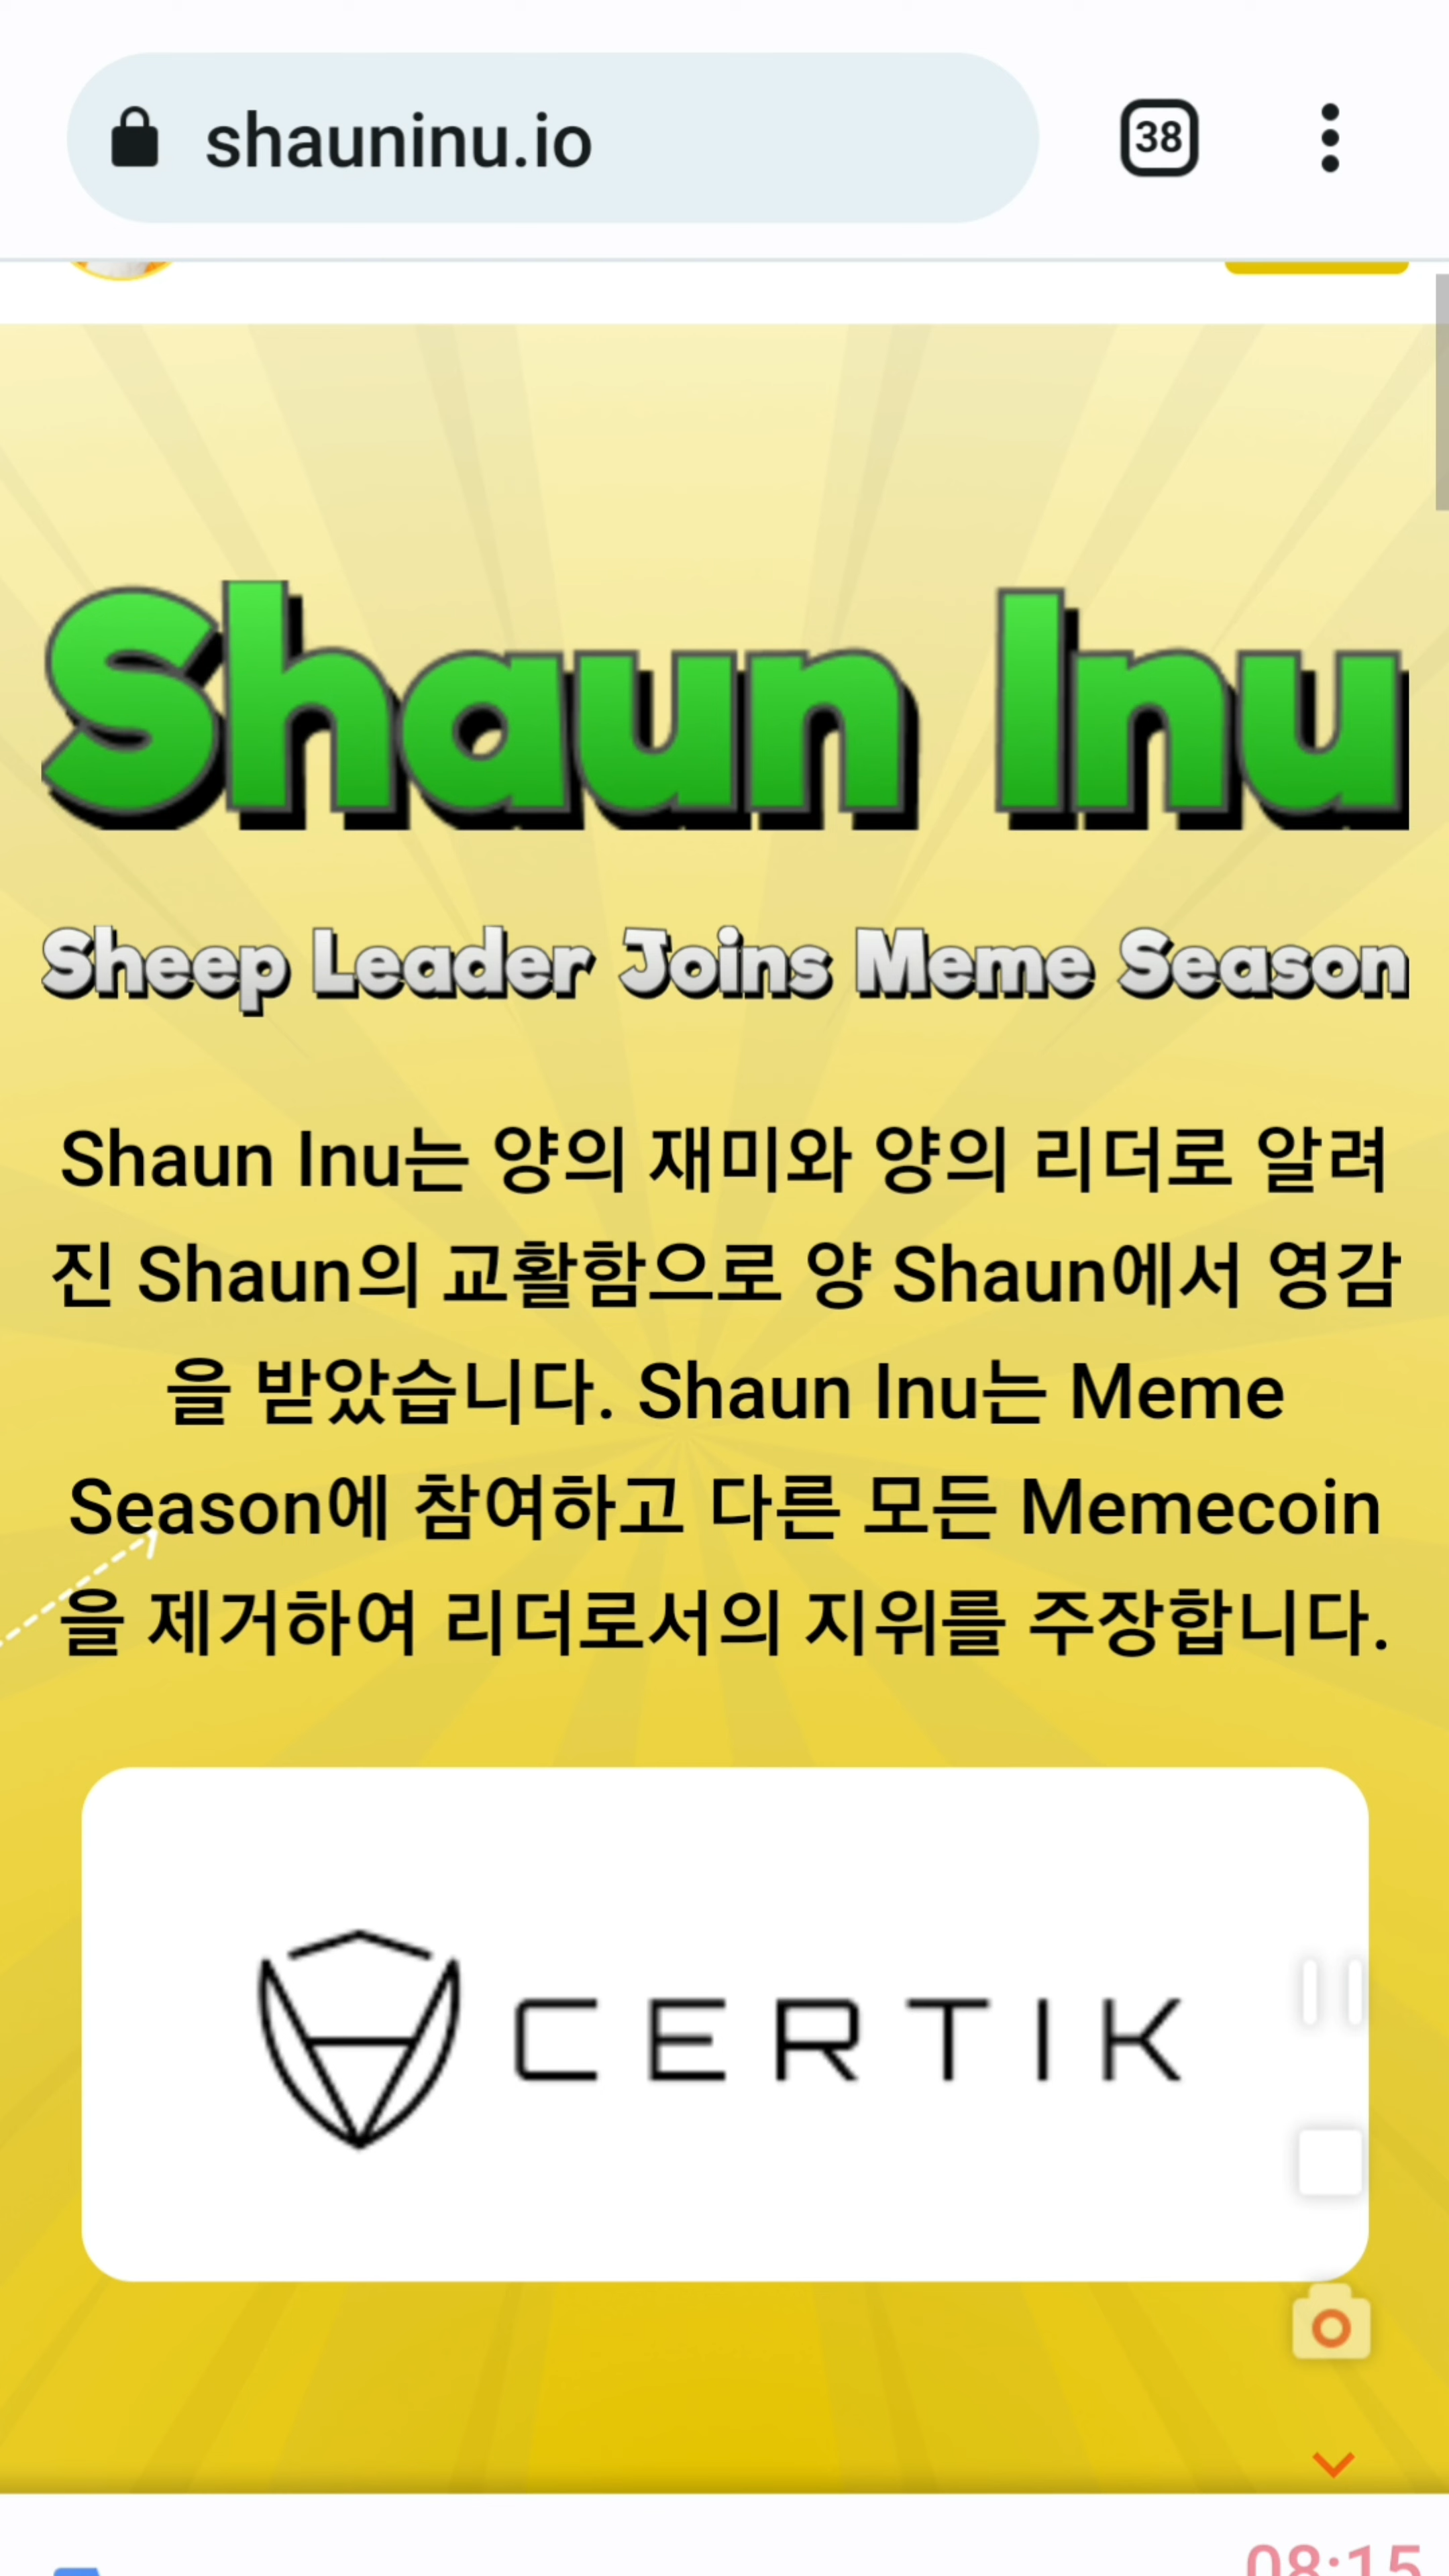 shauninu.io
38
Shaun Inu
Sheep Leader Joins Meme Season
Shaun Inu는 양의 재미와 양의 리더로 알려
진 Shaun의 교활함으로 양 Shaun에서 영감
을 받았습니다. Shaun Inu는 Meme
Season에 참여하고 다른 모든 Memecoin
을 제거하여 리더로서의 지위를 주장합니다.
CERTIK
08:15